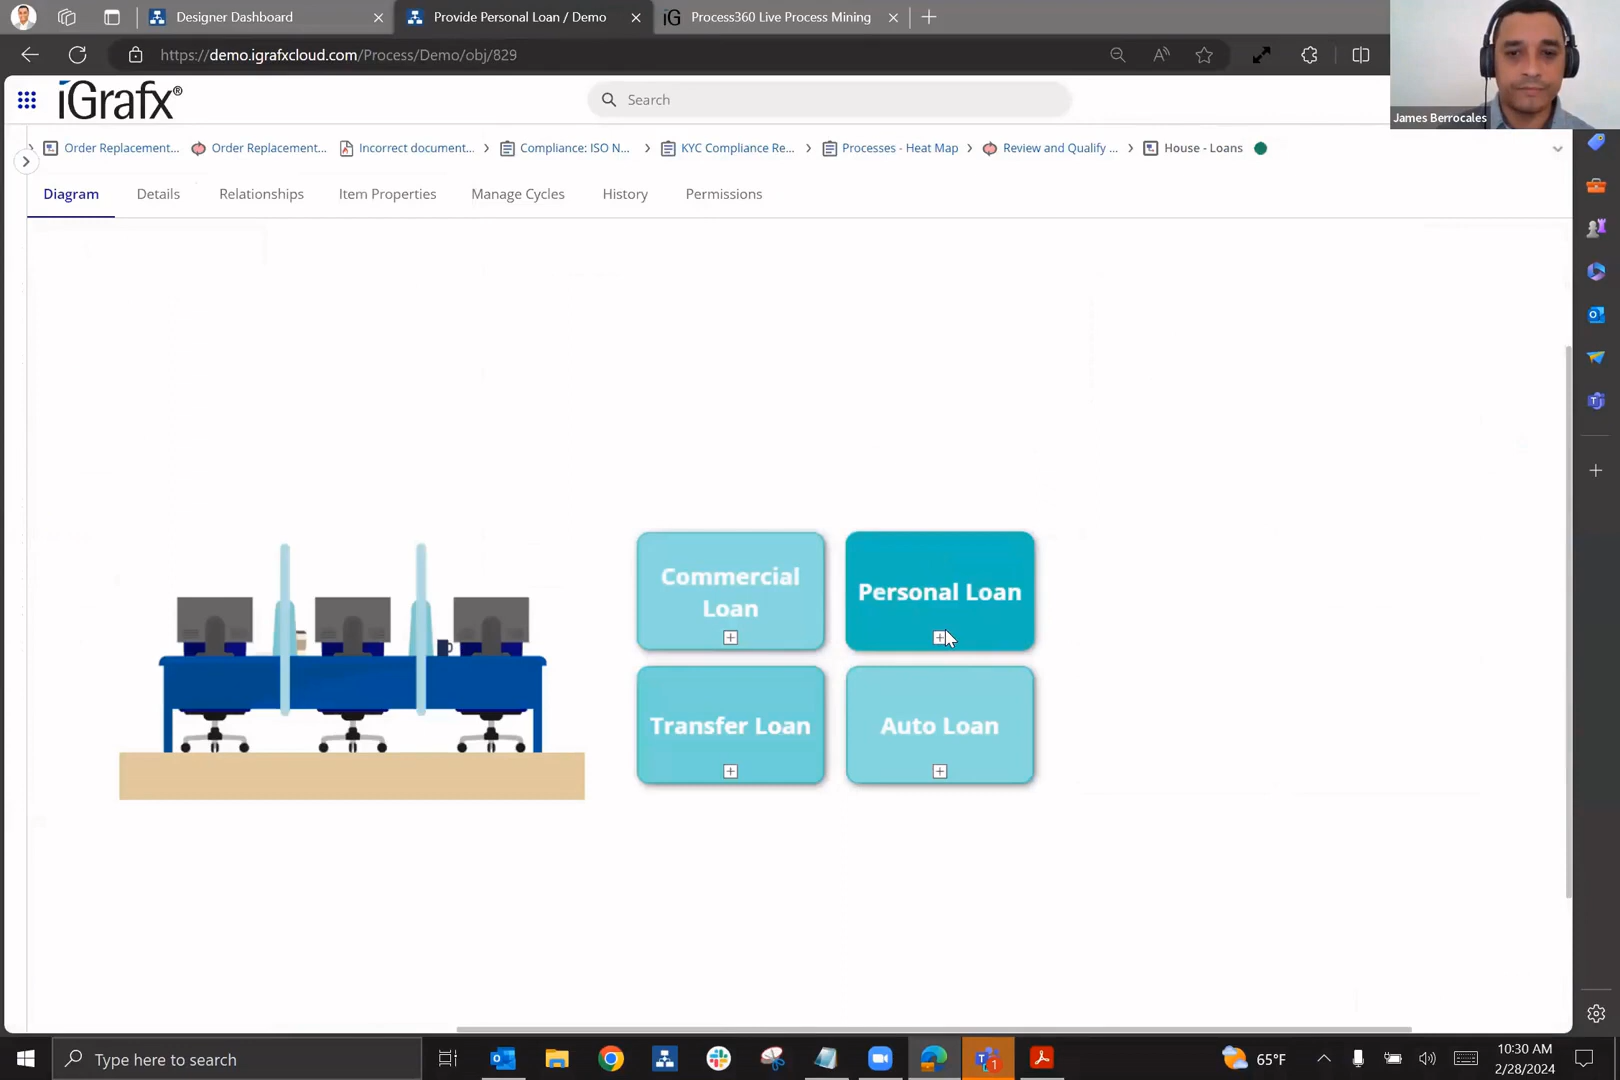 Designer Dashboard
Provide Personal Loan / Demo
Process360 Live Process Mining
https://demo.igrafxcloud.com/Process/Demo/obj/829
James Berrocales
iGrafx®
Search
Order Replacement...
Order Replacement...
Incorrect document...
Compliance: ISO N...
KYC Compliance Re...
Processes - Heat Map
Review and Qualify ...
House - Loans
Diagram
Details
Relationships
Item Properties
Manage Cycles
History
Permissions
Commercial
Loan
Personal Loan
Transfer Loan
Auto Loan
Type here to search
65°F
10:30 AM
2/28/2024